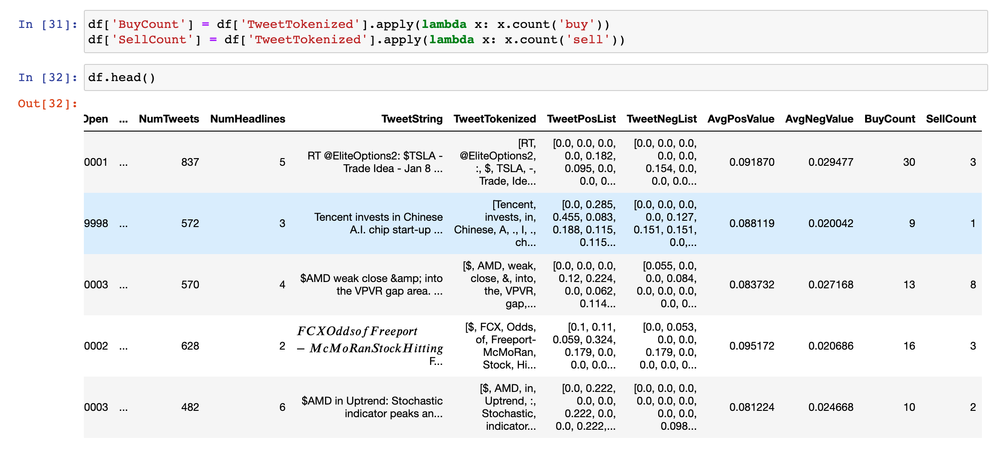 In [31]: df['BuyCount'] = df['TweetTokenized'].apply(lambda x: x.count('buy'))
df['SellCount'] = df['TweetTokenized'].apply(lambda x: x.count('sell'))
In [32]: df.head()
Out[32]:
Open ... NumTweets NumHeadlines TweetString TweetTokenized TweetPosList TweetNegList AvgPosValue AvgNegValue BuyCount SellCount
[RT, [0.0, 0.0, 0.0, [0.0, 0.0, 0.0,
RT @EliteOptions2: $TSLA - @EliteOptions2, 0.0, 0.182, 0.0, 0.0,
0001 ... 837 5 0.091870 0.029477 30 3
Trade Idea - Jan 8 ... :, $, TSLA, -, 0.095, 0.0, 0.154, 0.0,
Trade, Ide... 0.0, 0... 0.0, 0.0...
[Tencent, [0.0, 0.285, [0.0, 0.0, 0.0,
Tencent invests in Chinese invests, in, 0.455, 0.083, 0.0, 0.127,
9998 ... 572 3 0.088119 0.020042 9 1
A.I. chip start-up ... Chinese, A, ., I, ., 0.188, 0.115, 0.151, 0.151,
ch... 0.115... 0.0,...
[$, AMD, weak, [0.0, 0.0, 0.0, [0.055, 0.0,
$AMD weak close &amp; into close, &, into, 0.12, 0.224, 0.0, 0.084,
0003 ... 570 4 0.083732 0.027168 13 8
the VPVR gap area. ... the, VPVR, 0.0, 0.062, 0.0, 0.0, 0.0,
gap,... 0.114... 0.0, 0...
[$, FCX, Odds, [0.1, 0.11, [0.0, 0.053,
FCXOddsofFreeport of, Freeport- 0.059, 0.324, 0.0, 0.0,
0002 ... 628 2 – McMoRanStockHitting 0.095172 0.020686 16 3
McMoRan, 0.179, 0.0, 0.179, 0.0,
F... Stock, Hi... 0.0, 0.0... 0.0, 0.0, 0...
[$, AMD, in, [0.0, 0.222, [0.0, 0.0, 0.0,
$AMD in Uptrend: Stochastic Uptrend, :, 0.0, 0.0, 0.0, 0.0, 0.0,
0003 ... 482 6 0.081224 0.024668 10 2
indicator peaks an... Stochastic, 0.222, 0.0, 0.0, 0.0,
indicator... 0.0, 0.222,... 0.098...